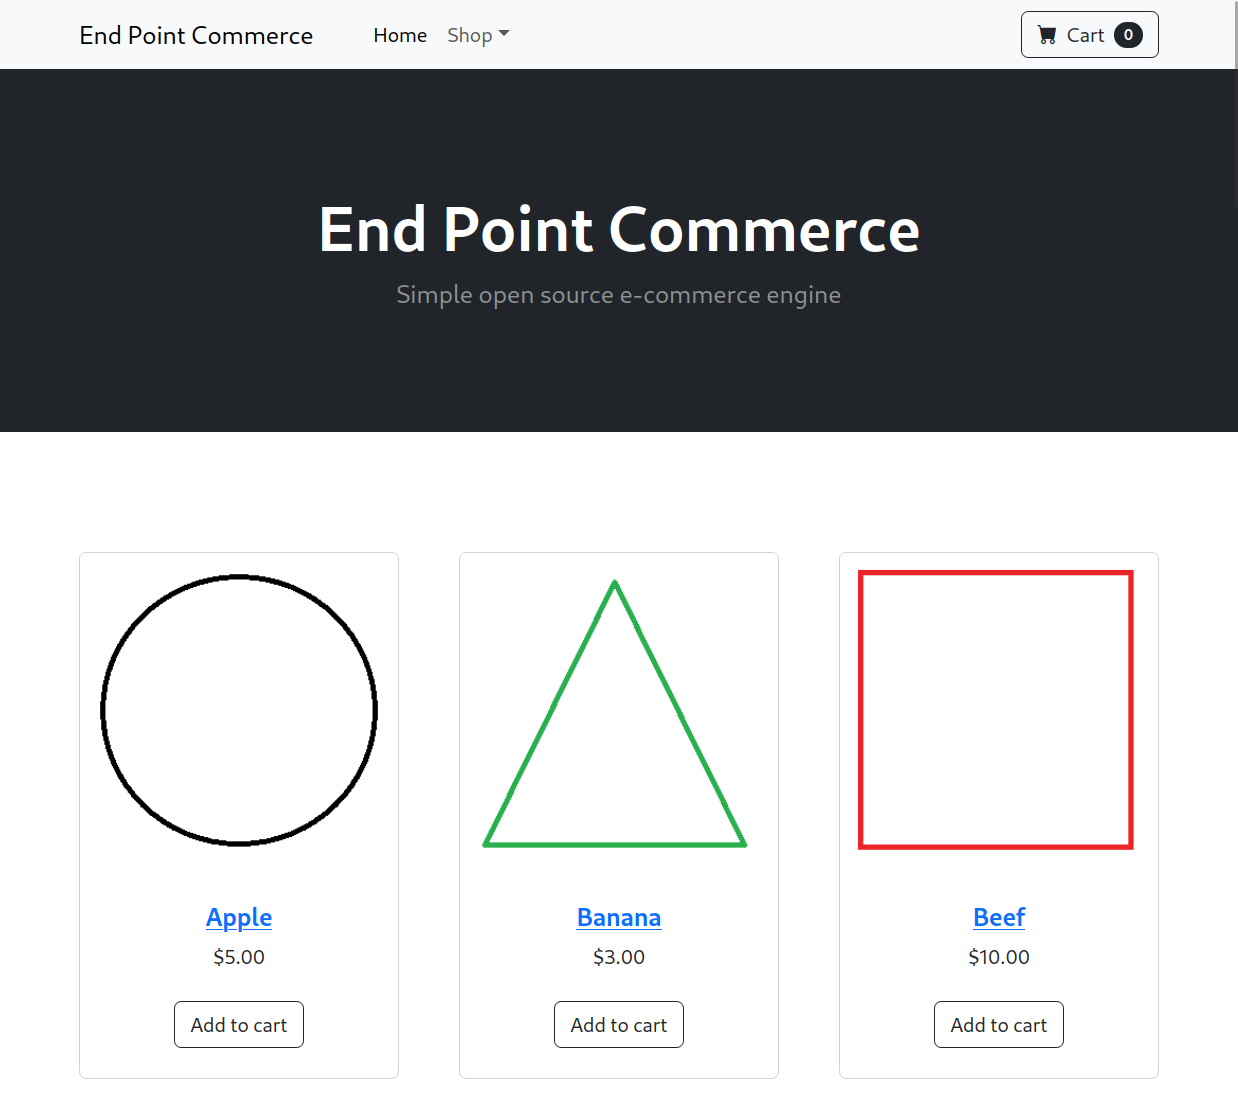 End Point Commerce Home Shop Cart 0
End Point Commerce
Simple open source e-commerce engine
Apple
$5.00
Add to cart
Banana
$3.00
Add to cart
Beef
$10.00
Add to cart